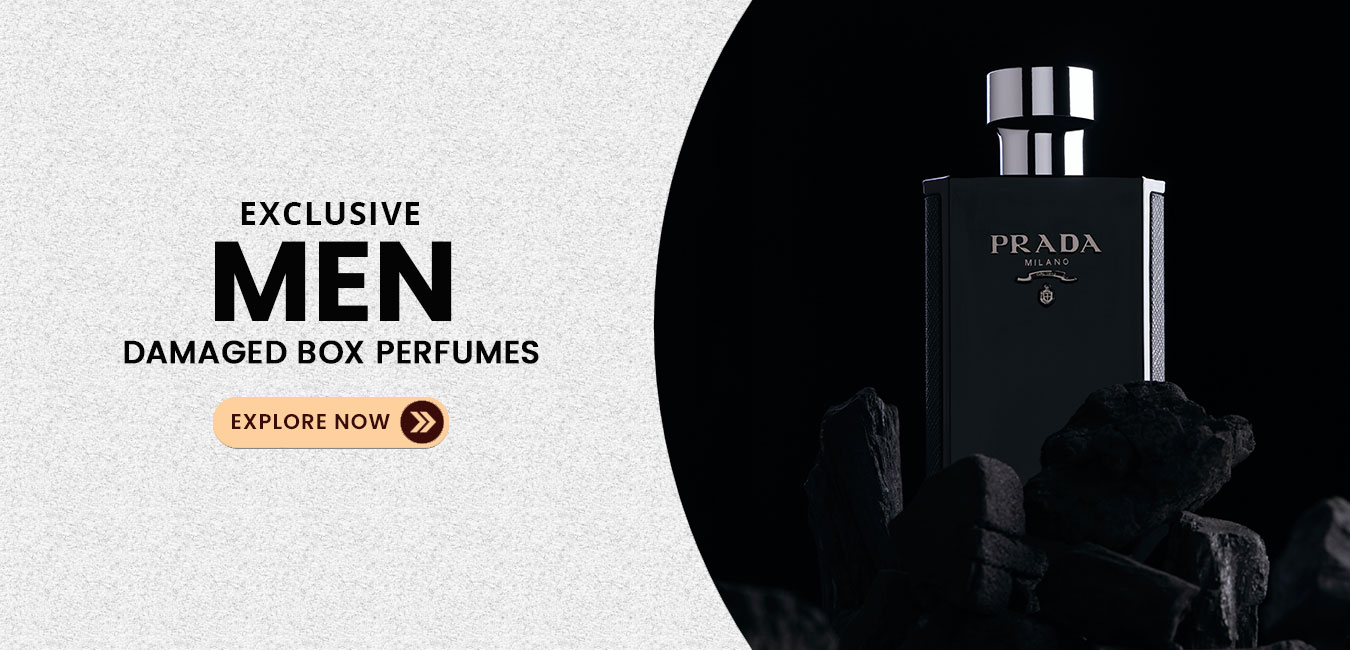 EXCLUSIVE
MEN
DAMAGED BOX PERFUMES
EXPLORE NOW
PRADA
MILANO